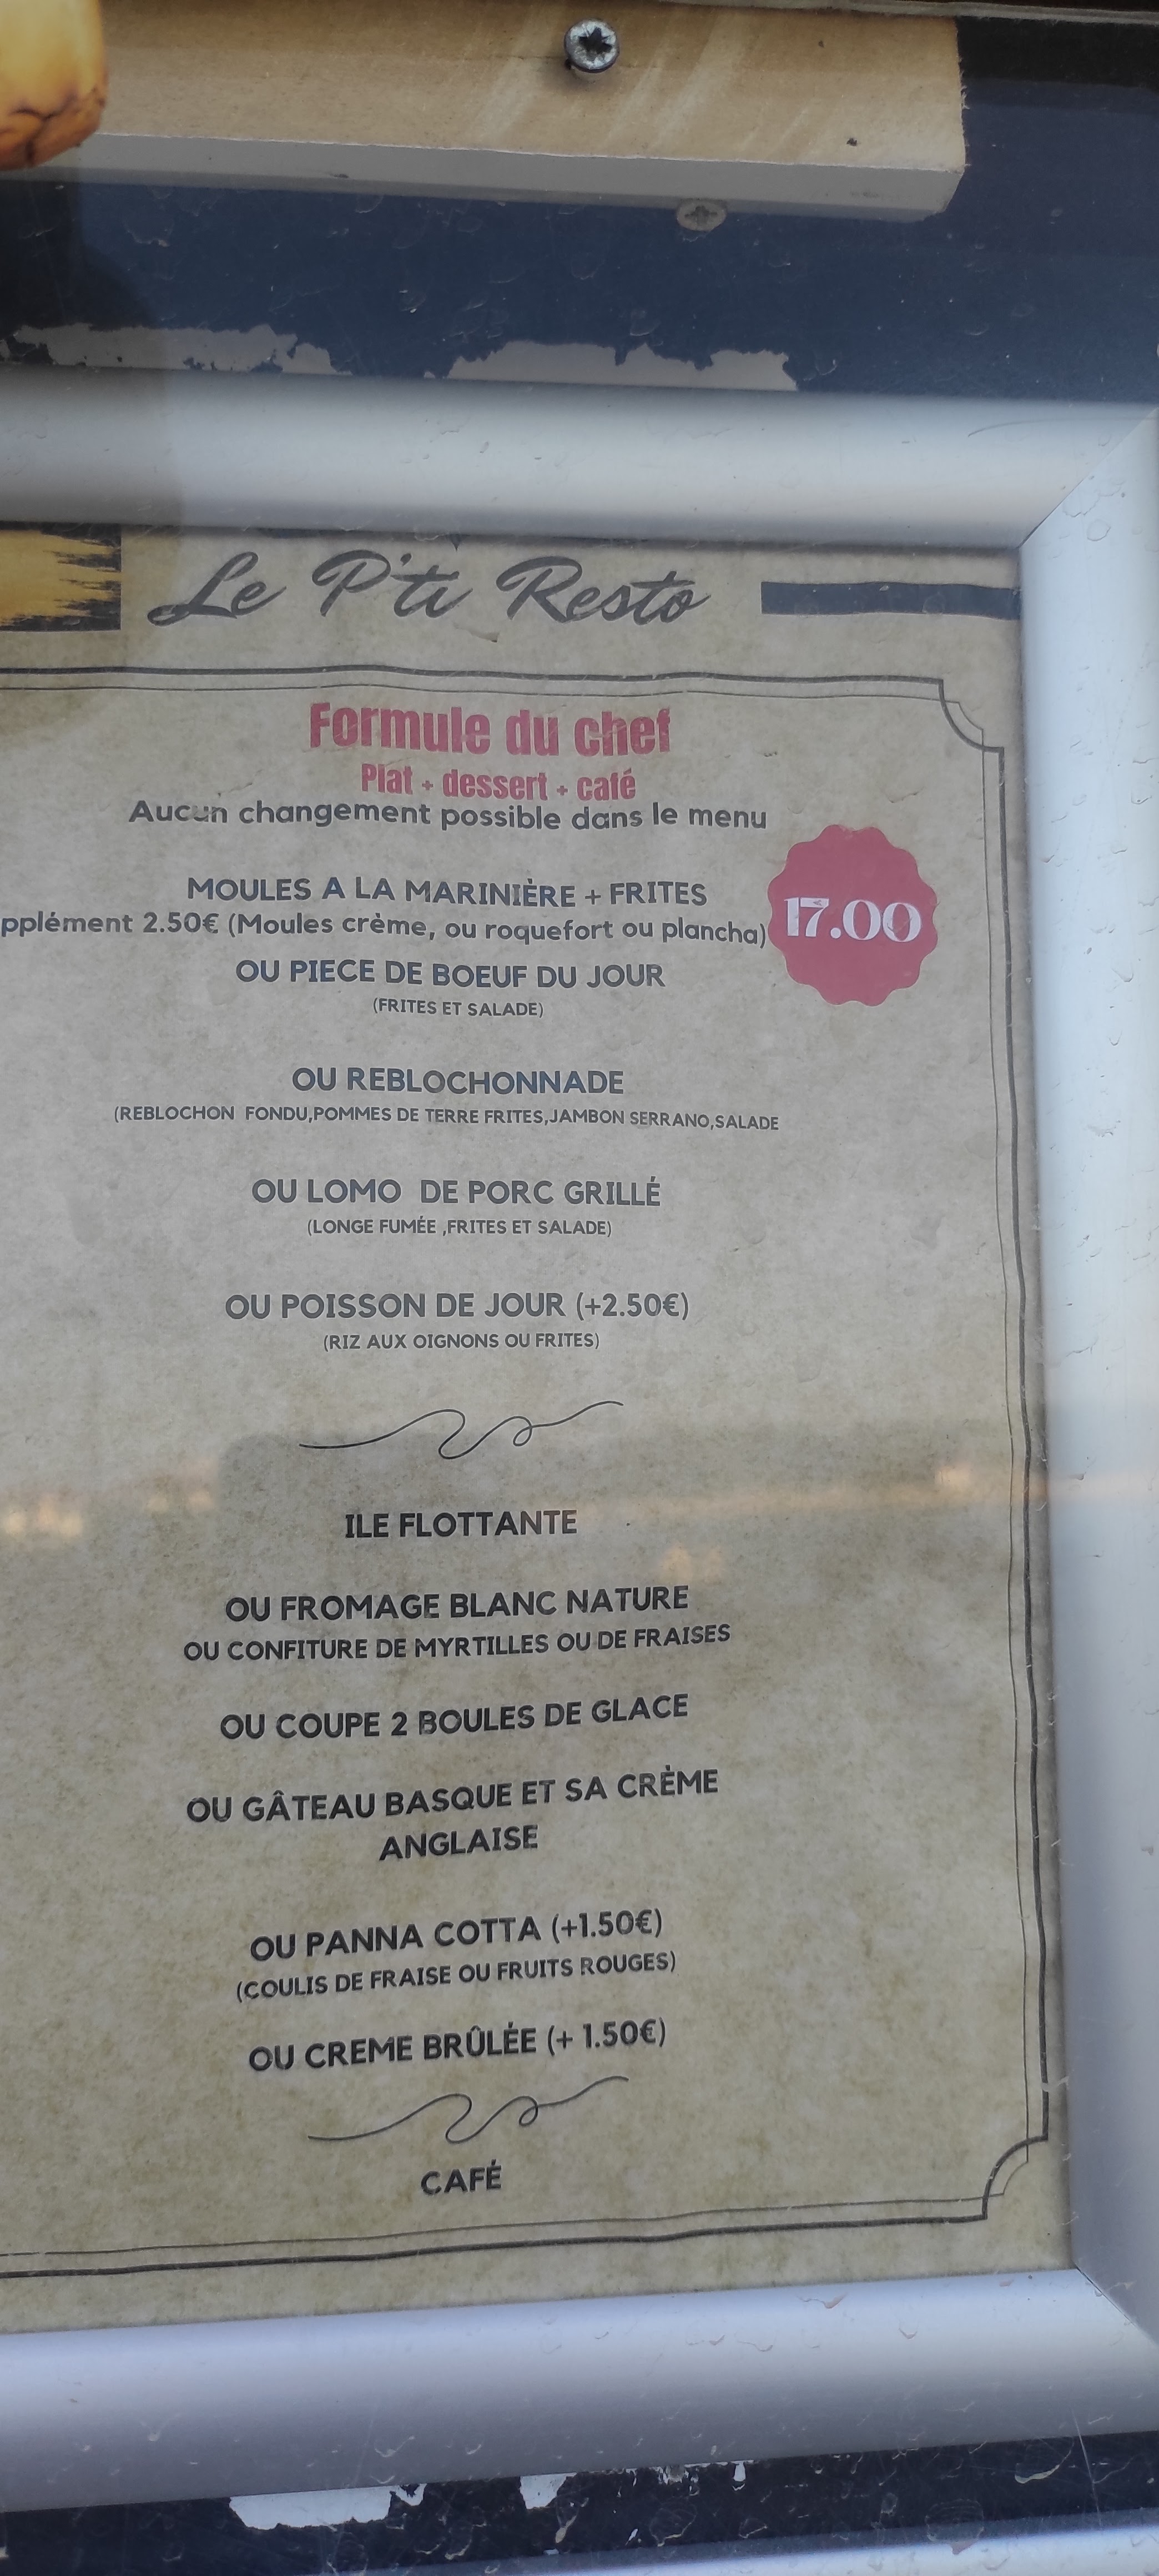 Le P'ti Resto
Formule du chef
Plat + dessert + café
Aucun changement possible dans le menu
MOULES A LA MARINIÈRE + FRITES
pplément 2.50€ (Moules crème, ou roquefort ou plancha)
17.00
OU PIECE DE BOEUF DU JOUR
(FRITES ET SALADE)
OU REBLOCHONNADE
(REBLOCHON FONDU,POMMES DE TERRE FRITES,JAMBON SERRANO,SALADE
OU LOMO DE PORC GRILLÉ
(LONGE FUMÉE ,FRITES ET SALADE)
OU POISSON DE JOUR (+2.50€)
(RIZ AUX OIGNONS OU FRITES)
ILE FLOTTANTE
OU FROMAGE BLANC NATURE
OU CONFITURE DE MYRTILLES OU DE FRAISES
OU COUPE 2 BOULES DE GLACE
OU GÂTEAU BASQUE ET SA CRÈME
ANGLAISE
OU PANNA COTTA (+1.50€)
(COULIS DE FRAISE OU FRUITS ROUGES)
OU CREME BRÛLÉE (+ 1.50€)
CAFÉ